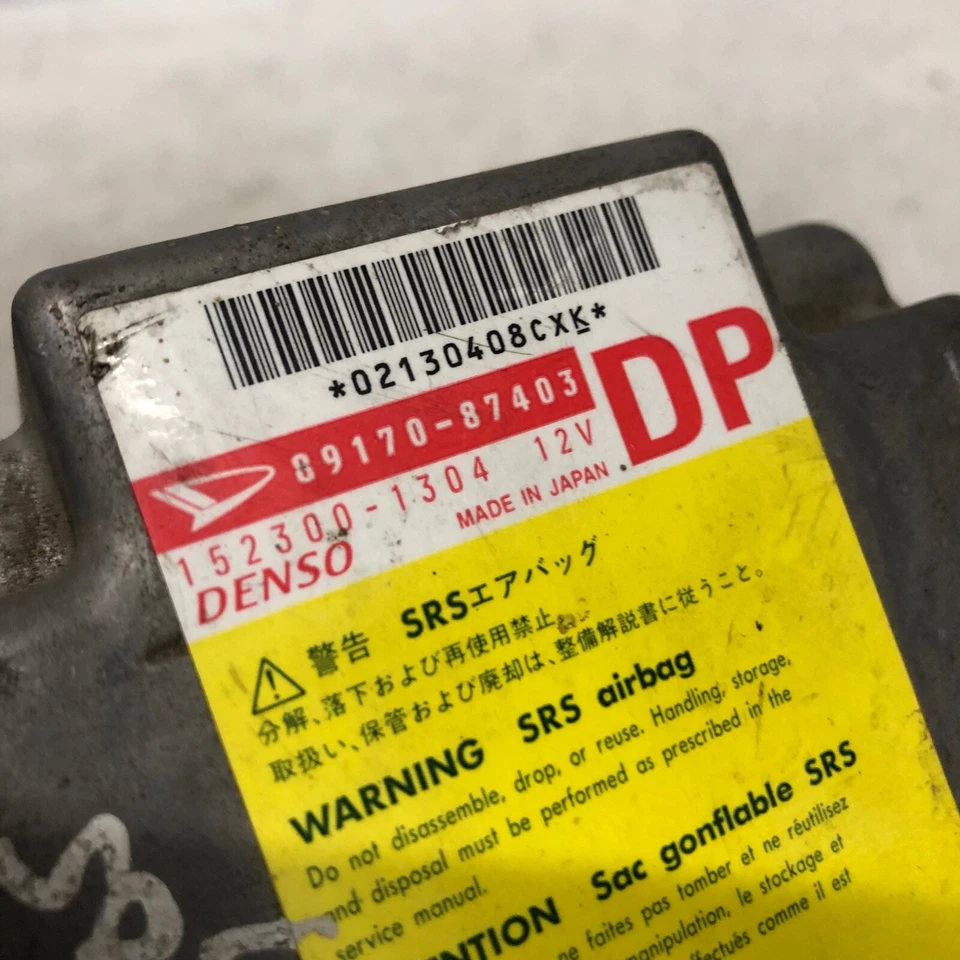 *02130408CXK*
89170-87403
DP
152300-1304 12V
DENSO
MADE IN JAPAN
警告 SRSエアバッグ
分解、落下および再使用禁止。
取扱い、保管および廃却は、整備解説書に従うこと。
WARNING SRS airbag
Do not disassemble, drop, or reuse. Handling, storage,
and disposal must be performed as prescribed in the
service manual.
Sac gonflable SRS
ne faites pas tomber et ne réutilisez
le stockage et
comme il est